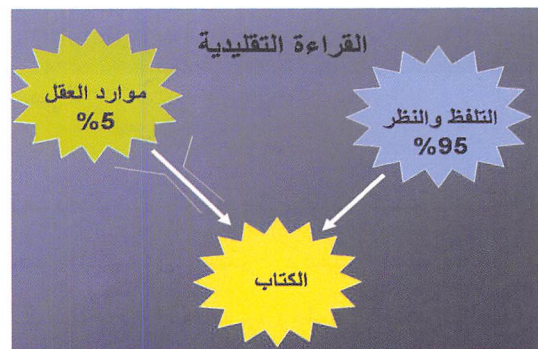 القراءة التقليدية
التلفظ والنظر
%95
موارد العقل
%5
الكتاب